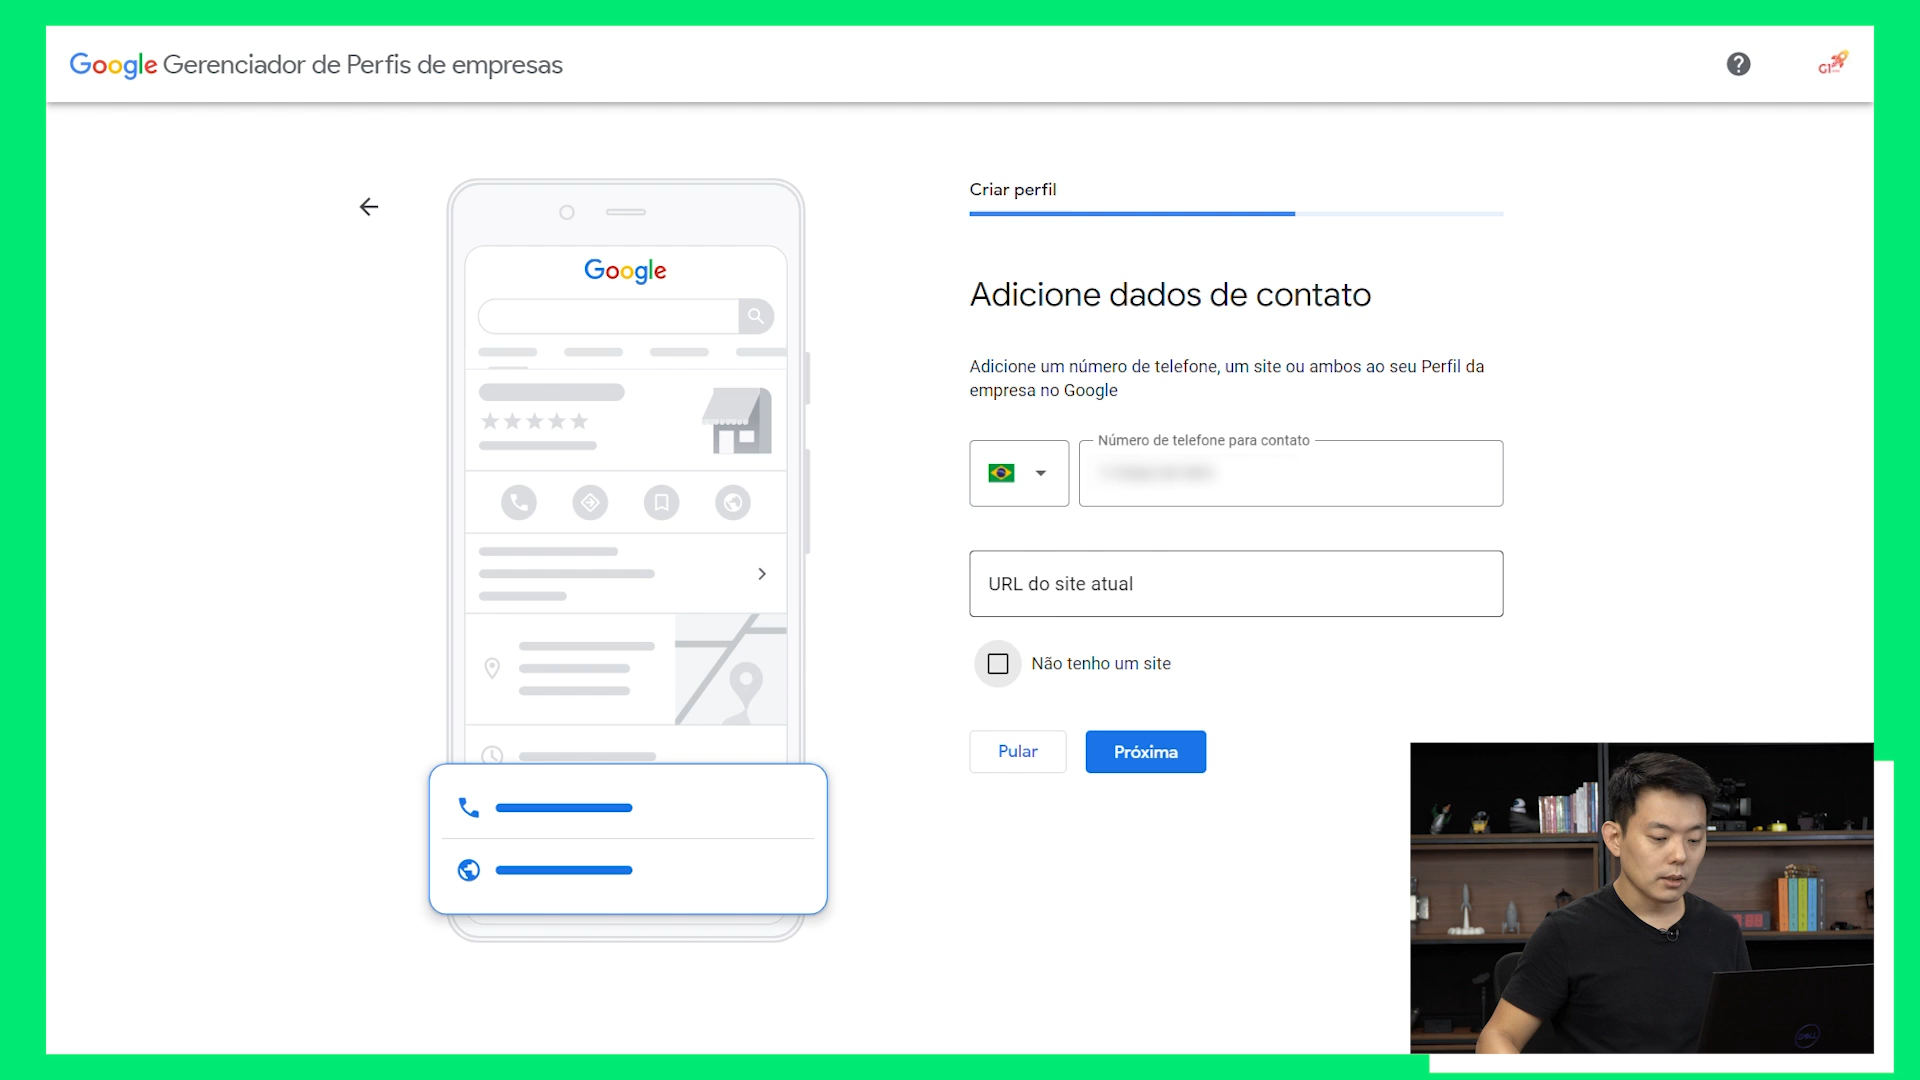 Google Gerenciador de Perfis de empresas
G1
Google
Criar perfil
Adicione dados de contato
Adicione um número de telefone, um site ou ambos ao seu Perfil da
empresa no Google
Número de telefone para contato
URL do site atual
Não tenho um site
Pular
Próxima
DELL